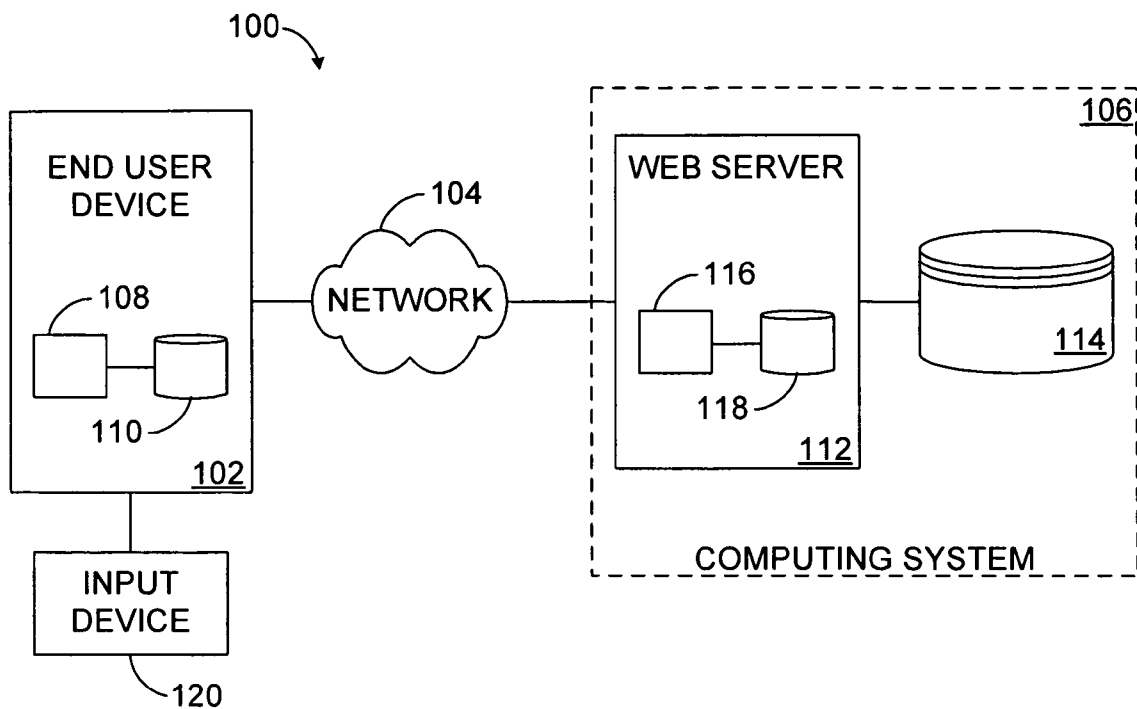 100
106
END USER
DEVICE
WEB SERVER
104
108
NETWORK
116
114
110
118
102
112
COMPUTING SYSTEM
INPUT
DEVICE
120